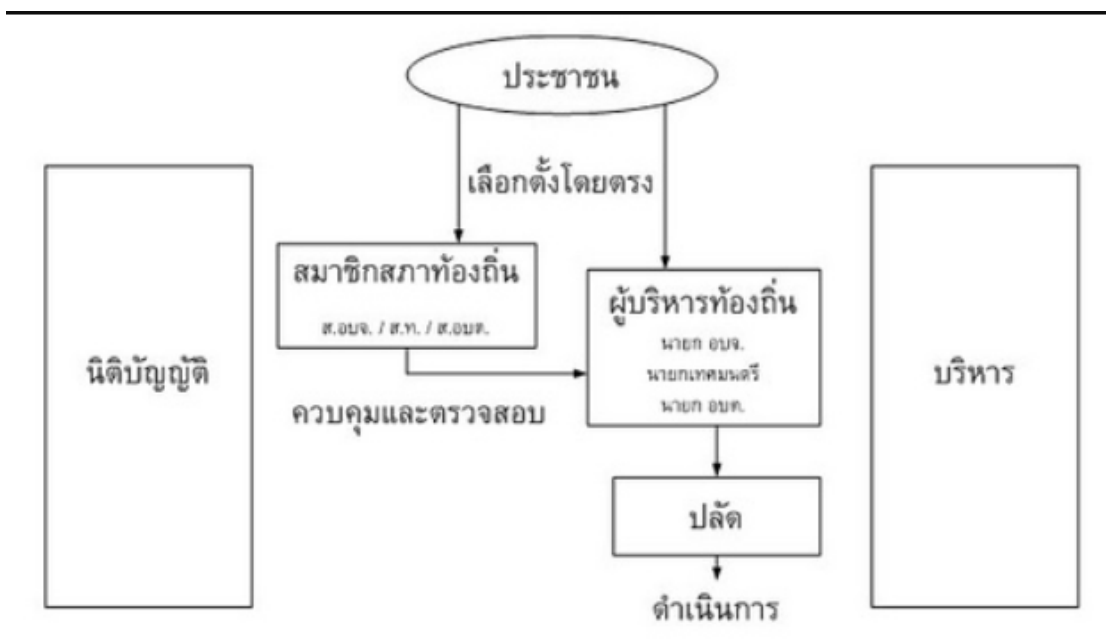 ประชาชน
เลือกตั้งโดยตรง
สมาชิกสภาท้องถิ่น
ส.อบจ. / ส.ท. / ส.อบต.
ผู้บริหารท้องถิ่น
นายก อบจ.
นายกเทศมนตรี
นายก อบต.
นิติบัญญัติ
บริหาร
ควบคุมและตรวจสอบ
ปลัด
ดำเนินการ